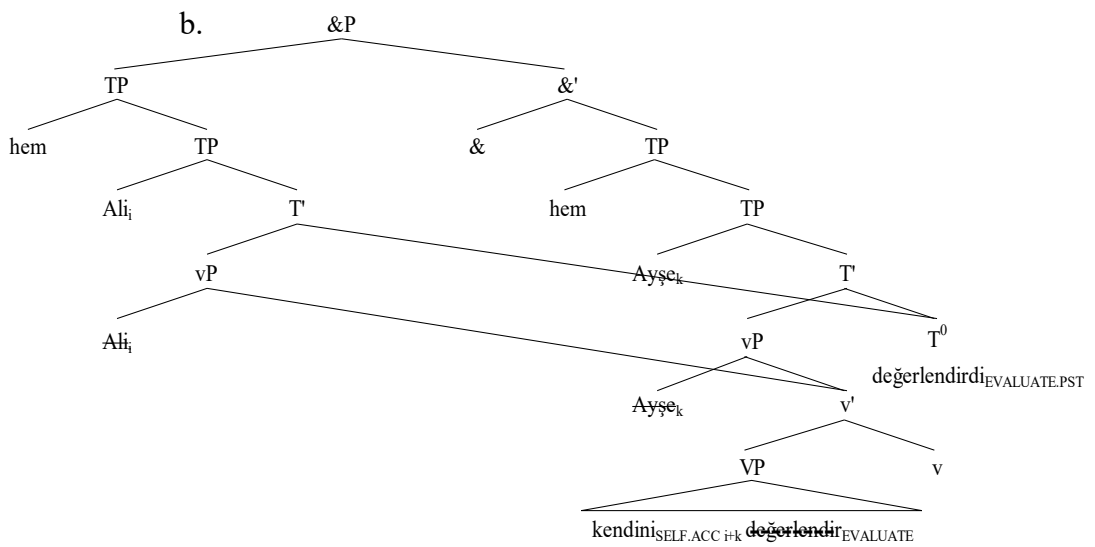 b. &P
TP &'
hem TP & TP
Aliᵢ T' hem TP
vP Ayşeₖ T'
Aliᵢ vP T⁰
değerlendirdiEVALUATE.PST
Ayşeₖ v'
VP v
kendiniSELF.ACC i+k değerlendirEVALUATE